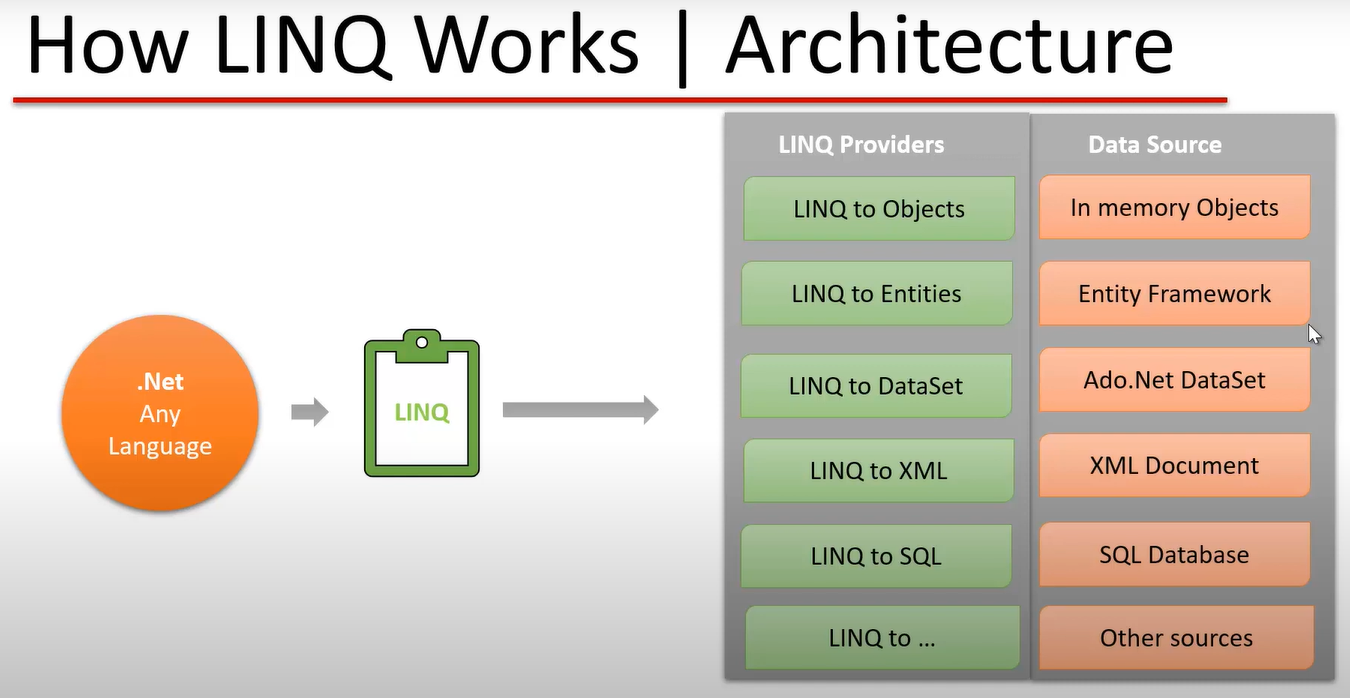 How LINQ Works | Architecture
.Net
Any
Language
LINQ
LINQ Providers
Data Source
LINQ to Objects
In memory Objects
LINQ to Entities
Entity Framework
LINQ to DataSet
Ado.Net DataSet
LINQ to XML
XML Document
LINQ to SQL
SQL Database
LINQ to ...
Other sources